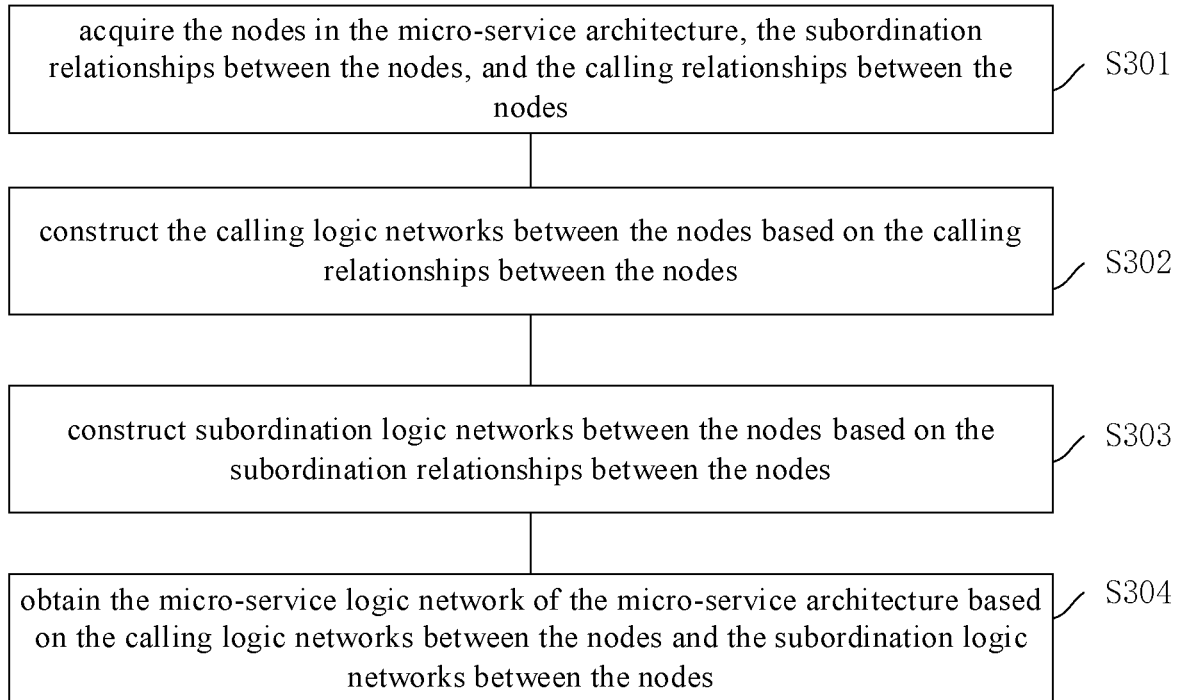 acquire the nodes in the micro-service architecture, the subordination
relationships between the nodes, and the calling relationships between the
nodes
S301
construct the calling logic networks between the nodes based on the calling
relationships between the nodes
S302
construct subordination logic networks between the nodes based on the
subordination relationships between the nodes
S303
obtain the micro-service logic network of the micro-service architecture based
on the calling logic networks between the nodes and the subordination logic
networks between the nodes
S304